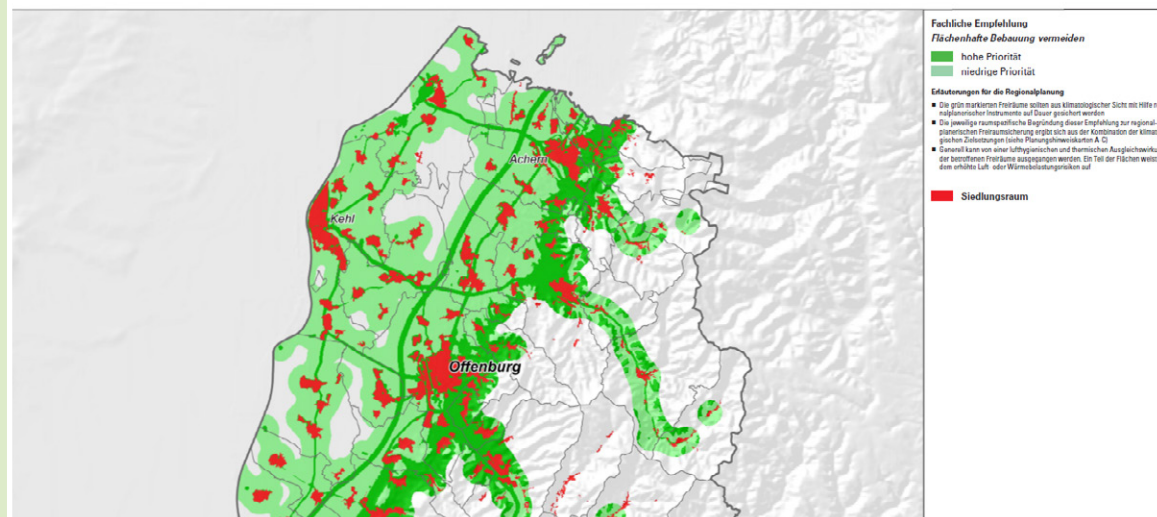 Fachliche Empfehlung
Flächenhafte Bebauung vermeiden
hohe Priorität
niedrige Priorität
Erläuterungen für die Regionalplanung
■ Die grün markierten Freiräume sollten aus klimatologischer Sicht mit Hilfe
nalplanerischer Instrumente auf Dauer gesichert werden
■ Die jeweilige raumspezifische Begründung dieser Empfehlung zur regional-
planerischen Freiraumsicherung ergibt sich aus der Kombination der klimas
gischen Zielsetzungen (siehe Planungshinweiskarten A C)
■ Generell kann von einer lufthygienischen und thermischen Ausgleichswirku
der betroffenen Freiräume ausgegangen werden. Ein Teil der Flächen weist
dem erhöhte Luft- oder Wärmebelastungsrisiken auf
Siedlungsraum
Achern
Kehl
Offenburg